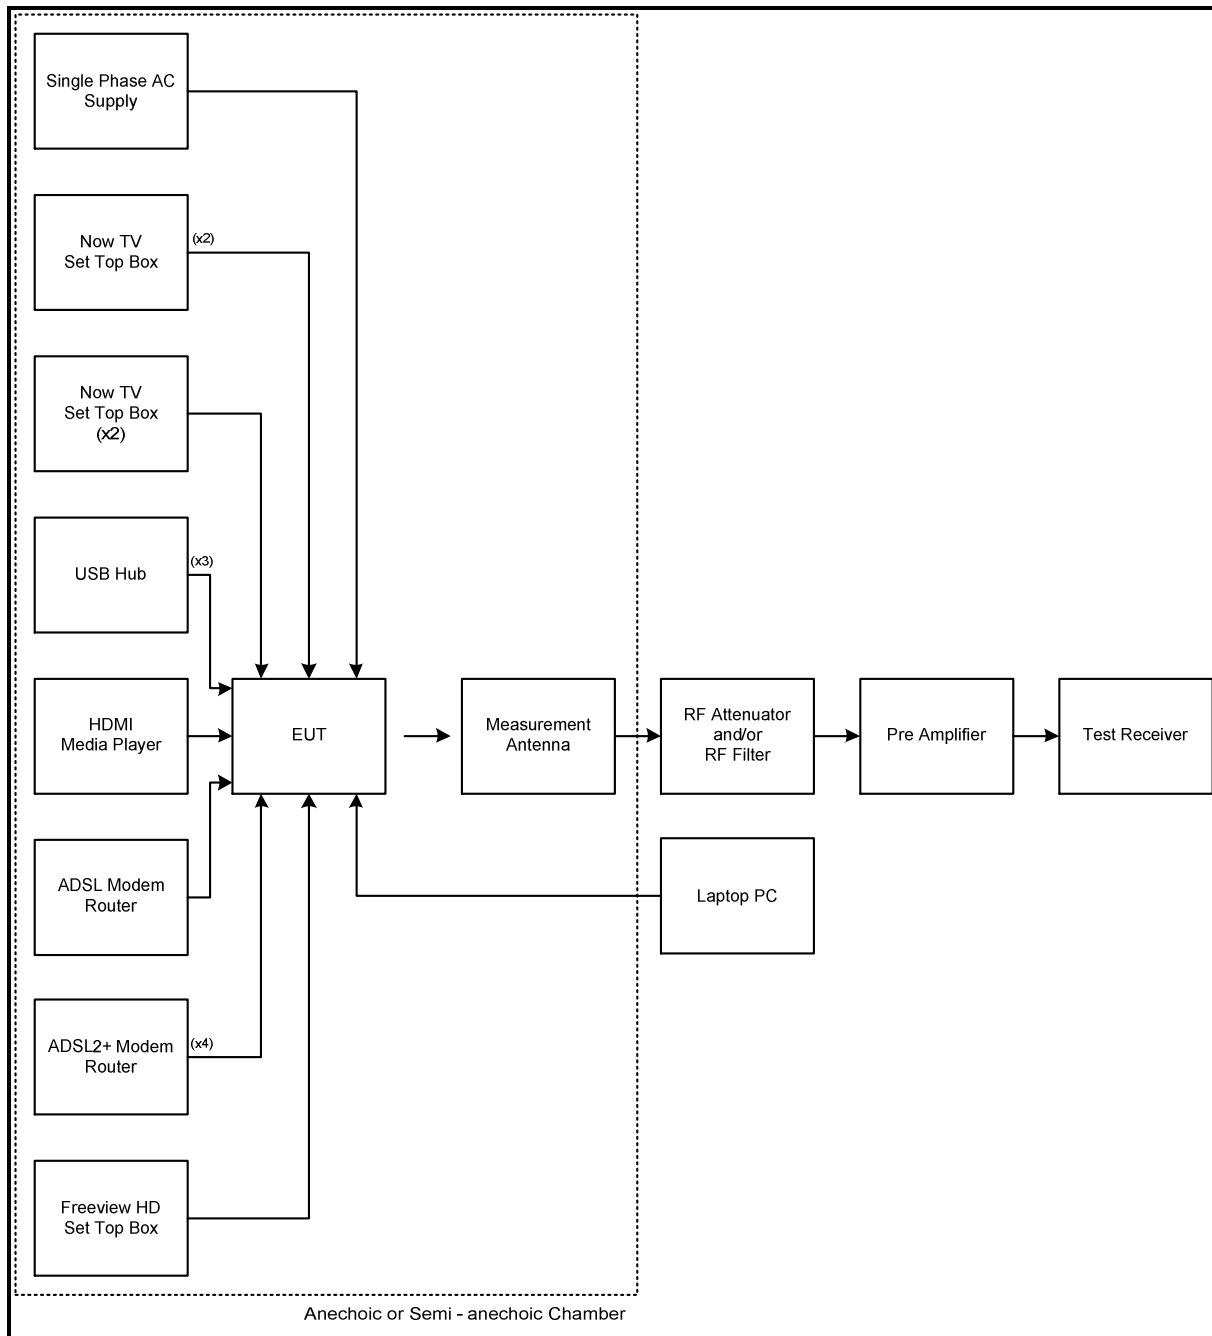 Single Phase AC
Supply
Now TV
Set Top Box
(x2)
Now TV
Set Top Box
(x2)
USB Hub
(x3)
HDMI
Media Player
EUT
Measurement
Antenna
RF Attenuator
and/or
RF Filter
Pre Amplifier
Test Receiver
ADSL Modem
Router
Laptop PC
ADSL2+ Modem
Router
(x4)
Freeview HD
Set Top Box
Anechoic or Semi - anechoic Chamber